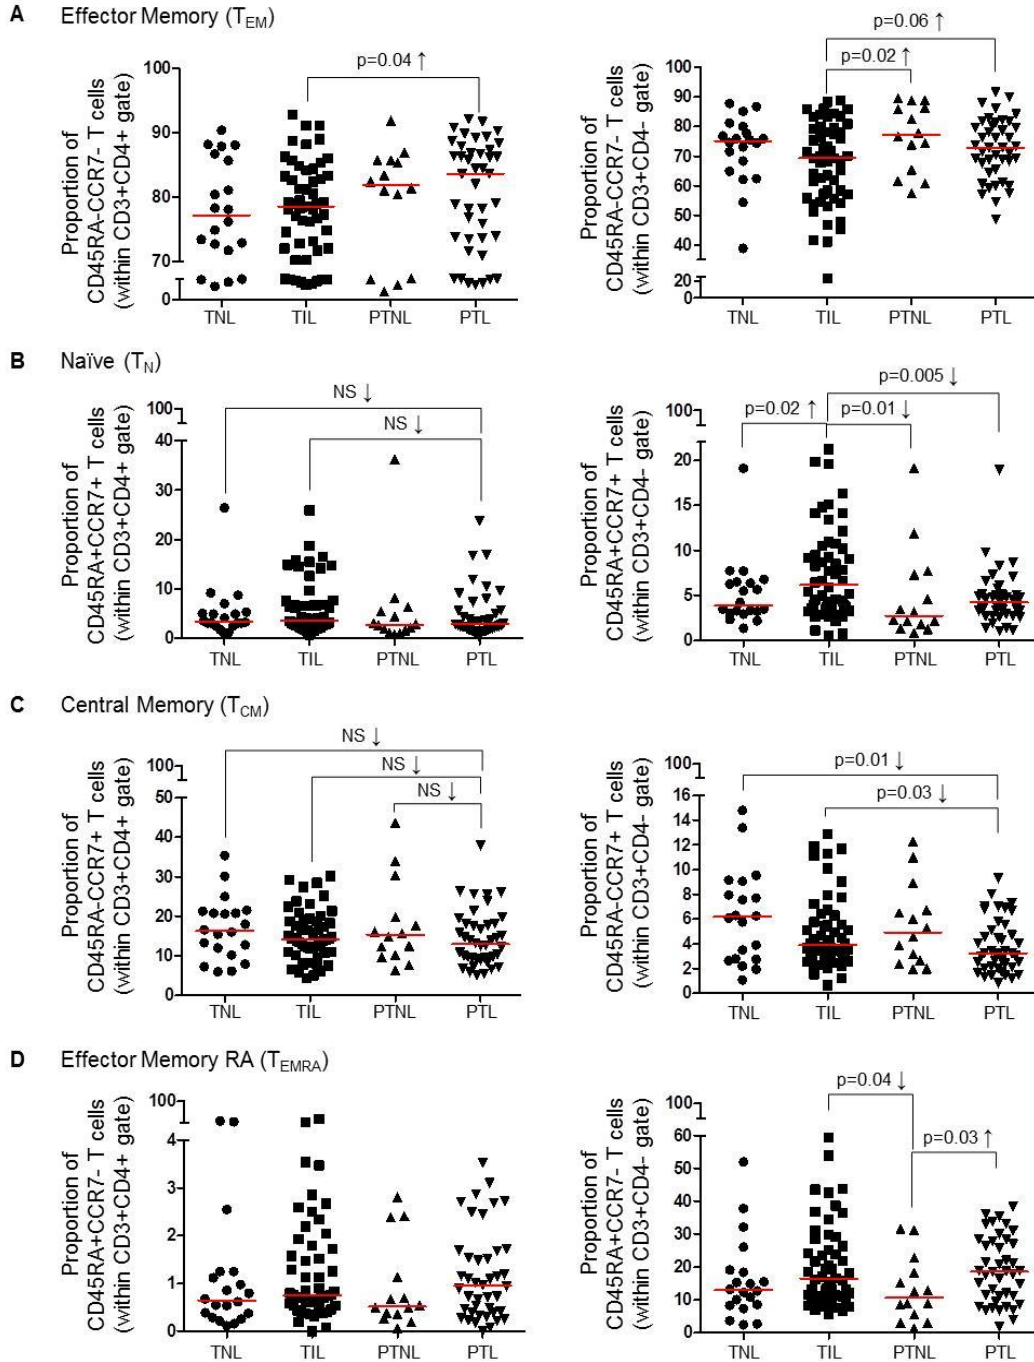 A Effector Memory (TEM)
Proportion of
CD45RA-CCR7- T cells
(within CD3+CD4+ gate)
100
90
80
70
0
p=0.04 ↑
TNL TIL PTNL PTL
Proportion of
CD45RA-CCR7- T cells
(within CD3+CD4- gate)
100
90
80
70
60
50
40
20
0
p=0.06 ↑
p=0.02 ↑
TNL TIL PTNL PTL
B Naïve (TN)
Proportion of
CD45RA+CCR7+ T cells
(within CD3+CD4+ gate)
100
40
30
20
10
0
NS ↓
NS ↓
TNL TIL PTNL PTL
Proportion of
CD45RA+CCR7+ T cells
(within CD3+CD4- gate)
100
20
15
10
5
0
p=0.005 ↓
p=0.02 ↑ p=0.01 ↓
TNL TIL PTNL PTL
C Central Memory (TCM)
Proportion of
CD45RA-CCR7+ T cells
(within CD3+CD4+ gate)
100
50
40
30
20
10
0
NS ↓
NS ↓
NS ↓
TNL TIL PTNL PTL
Proportion of
CD45RA-CCR7+ T cells
(within CD3+CD4- gate)
100
16
14
12
10
8
6
4
2
0
p=0.01 ↓
p=0.03 ↓
TNL TIL PTNL PTL
D Effector Memory RA (TEMRA)
Proportion of
CD45RA+CCR7- T cells
(within CD3+CD4+ gate)
100
4
3
2
1
0
TNL TIL PTNL PTL
Proportion of
CD45RA+CCR7- T cells
(within CD3+CD4- gate)
100
60
50
40
30
20
10
0
p=0.04 ↓
p=0.03 ↑
TNL TIL PTNL PTL